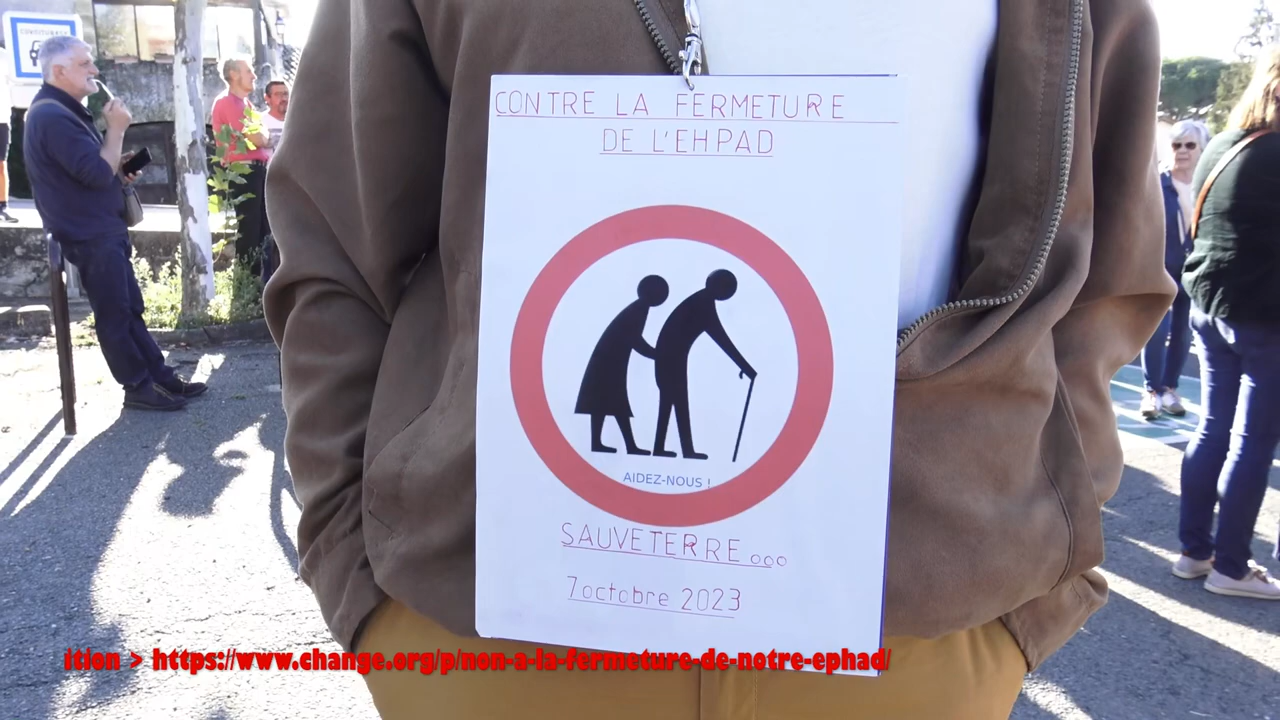 COVOITURAGE
CONTRE LA FERMETURE
DE L'EHPAD
AIDEZ-NOUS !
SAUVETERRE...
7 octobre 2023
ition > https://www.change.org/p/non-a-la-fermeture-de-notre-ephad/